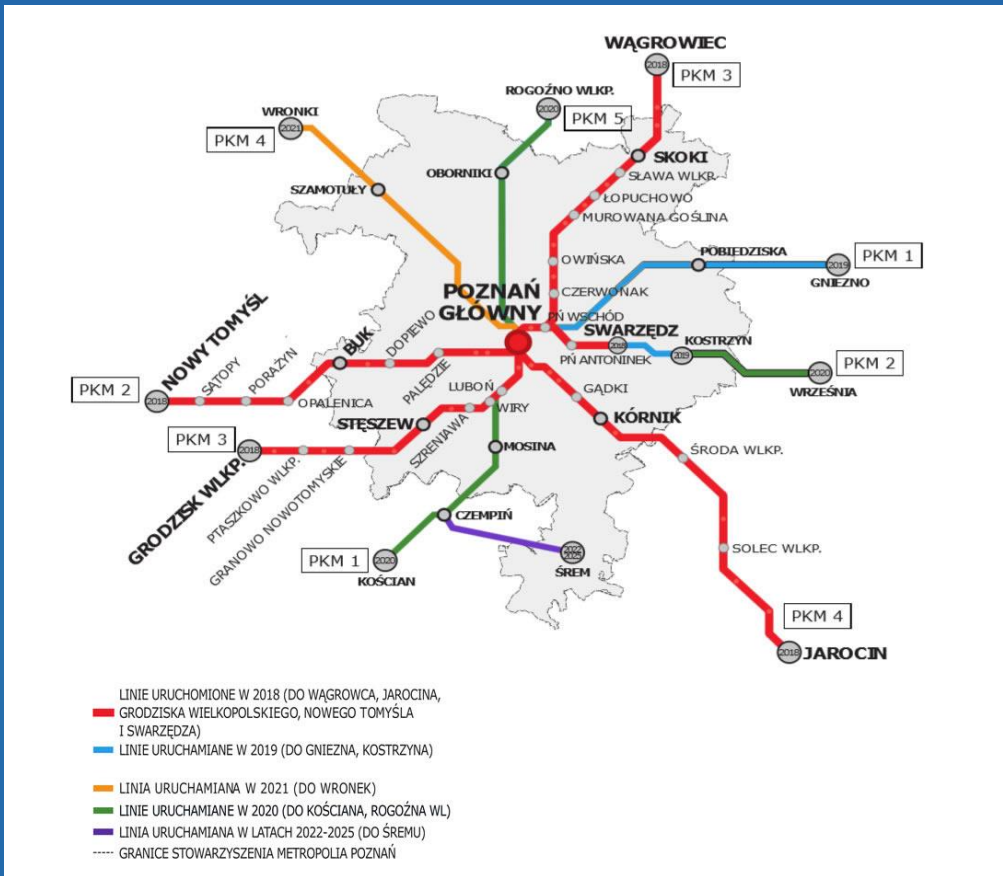 WĄGROWIEC
2018
PKM 3
ROGOŹNO WLKP.
2020
PKM 5
WRONKI
2021
PKM 4
SKOKI
OBORNIKI
SŁAWA WLKP.
SZAMOTUŁY
ŁOPUCHOWO
MUROWANA GOŚLINA
POBIEDZISKA
PKM 1
2019
GNIEZNO
OWIŃSKA
CZERWONAK
POZNAŃ
GŁÓWNY
PŃ WSCHÓD
SWARZĘDZ
2018
KOSTRZYN
2019
PŃ ANTONINEK
PKM 2
2020
WRZEŚNIA
NOWY TOMYŚL
BUK
DOPIEWO
PALĘDZIE
PKM 2
2018
SĄTOPY
PORAŻYN
OPALENICA
LUBOŃ
WIRY
GĄDKI
KÓRNIK
STĘSZEW
SZRENIAWA
MOSINA
PKM 3
2018
GRODZISK WLKP.
PTASZKOWO WLKP.
GRANOWO NOWOTOMYSKIE
ŚRODA WLKP.
CZEMPIŃ
SOLEC WLKP.
PKM 1
2020
KOŚCIAN
2022
2025
ŚREM
PKM 4
2018
JAROCIN
LINIE URUCHOMIONE W 2018 (DO WĄGROWCA, JAROCINA,
GRODZISKA WIELKOPOLSKIEGO, NOWEGO TOMYŚLA
I SWARZĘDZA)
LINIE URUCHAMIANE W 2019 (DO GNIEZNA, KOSTRZYNA)
LINIA URUCHAMIANA W 2021 (DO WRONEK)
LINIE URUCHAMIANE W 2020 (DO KOŚCIANA, ROGOŹNA WL)
LINIA URUCHAMIANA W LATACH 2022-2025 (DO ŚREMU)
GRANICE STOWARZYSZENIA METROPOLIA POZNAŃ